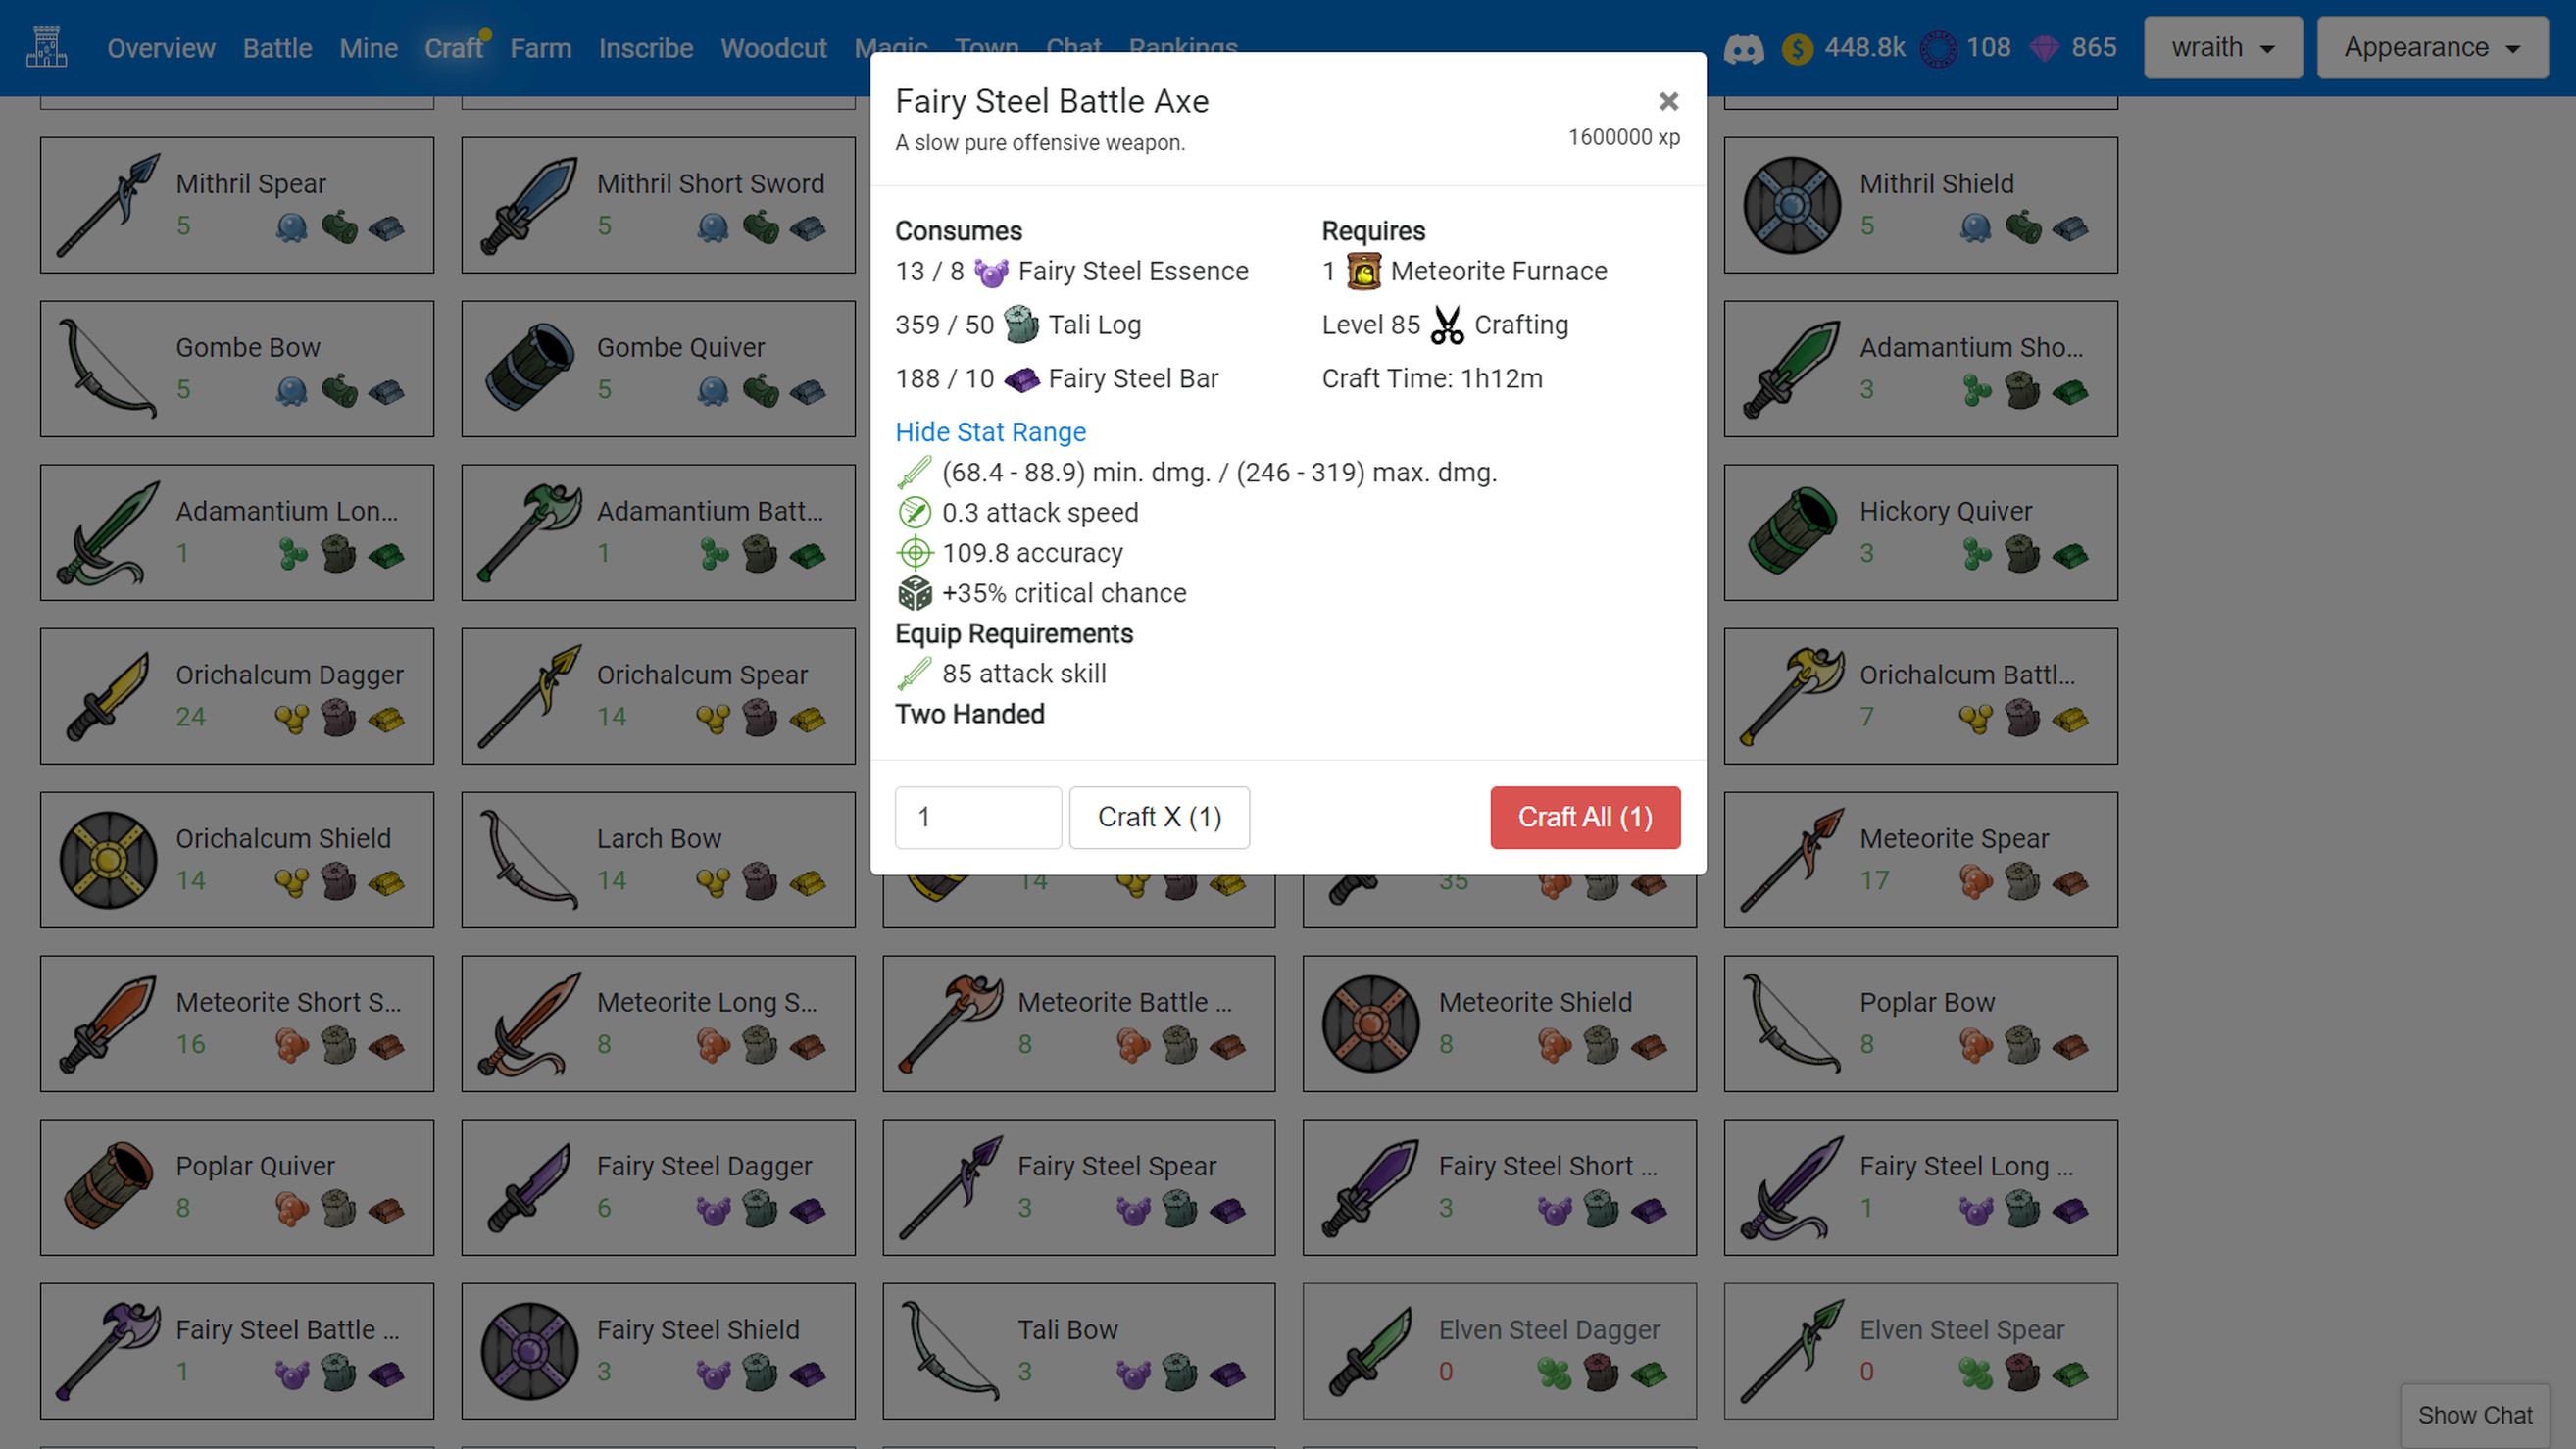 Overview Battle Mine Craft Farm Inscribe Woodcut Magic Town Chat Rankings 448.8k 108 865 wraith Appearance
Fairy Steel Battle Axe
A slow pure offensive weapon.
1600000 xp
Consumes
13 / 8 Fairy Steel Essence
359 / 50 Tali Log
188 / 10 Fairy Steel Bar
Requires
1 Meteorite Furnace
Level 85 Crafting
Craft Time: 1h12m
Hide Stat Range
(68.4 - 88.9) min. dmg. / (246 - 319) max. dmg.
0.3 attack speed
109.8 accuracy
+35% critical chance
Equip Requirements
85 attack skill
Two Handed
1 Craft X (1) Craft All (1)
Mithril Spear
5
Mithril Short Sword
5
Mithril Shield
5
Gombe Bow
5
Gombe Quiver
5
Adamantium Sho...
3
Adamantium Lon...
1
Adamantium Batt...
1
Hickory Quiver
3
Orichalcum Dagger
24
Orichalcum Spear
14
Orichalcum Battl...
7
Orichalcum Shield
14
Larch Bow
14
14
35
Meteorite Spear
17
Meteorite Short S...
16
Meteorite Long S...
8
Meteorite Battle ...
8
Meteorite Shield
8
Poplar Bow
8
Poplar Quiver
8
Fairy Steel Dagger
6
Fairy Steel Spear
3
Fairy Steel Short ...
3
Fairy Steel Long ...
1
Fairy Steel Battle ...
1
Fairy Steel Shield
3
Tali Bow
3
Elven Steel Dagger
0
Elven Steel Spear
0
Show Chat